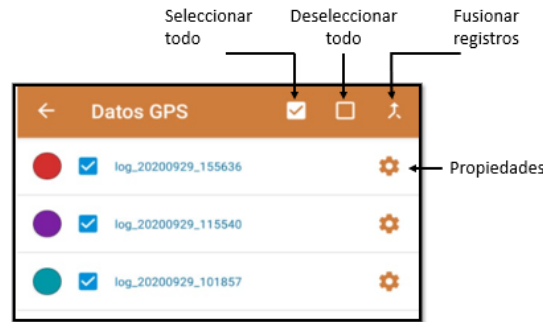 Seleccionar todo
Deseleccionar todo
Fusionar registros
Datos GPS
log_20200929_155636
Propiedades
log_20200929_115540
log_20200929_101857